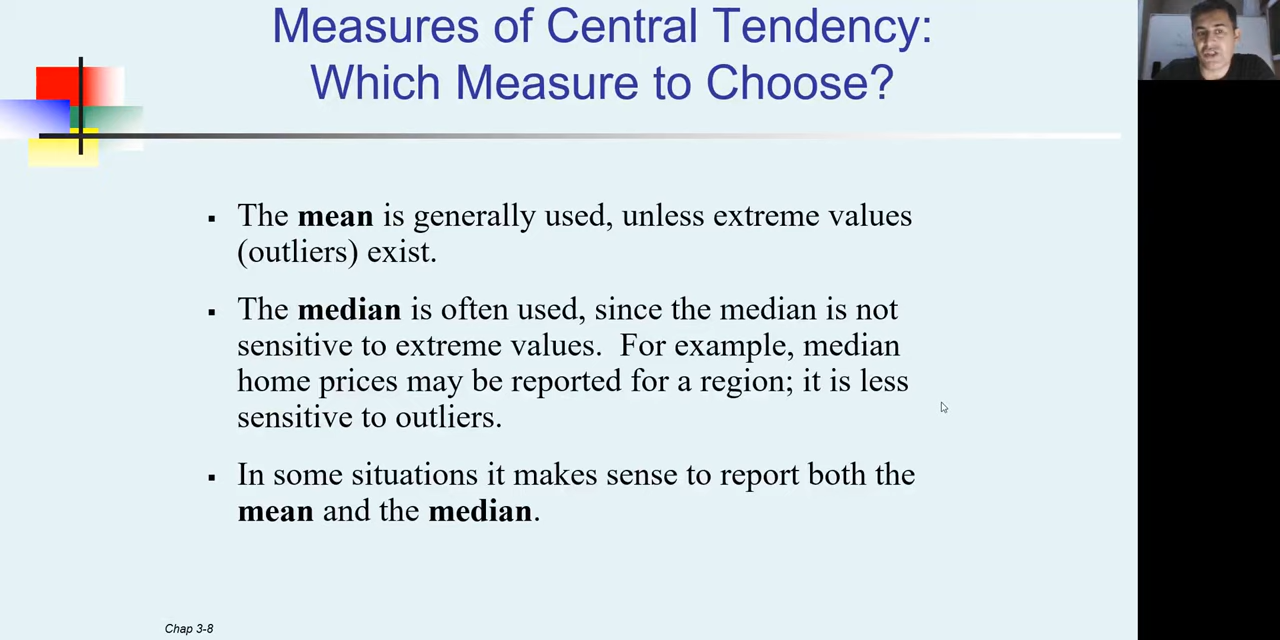 Measures of Central Tendency:
Which Measure to Choose?
▪ The mean is generally used, unless extreme values
(outliers) exist.
▪ The median is often used, since the median is not
sensitive to extreme values.  For example, median
home prices may be reported for a region; it is less
sensitive to outliers.
▪ In some situations it makes sense to report both the
mean and the median.
Chap 3-8